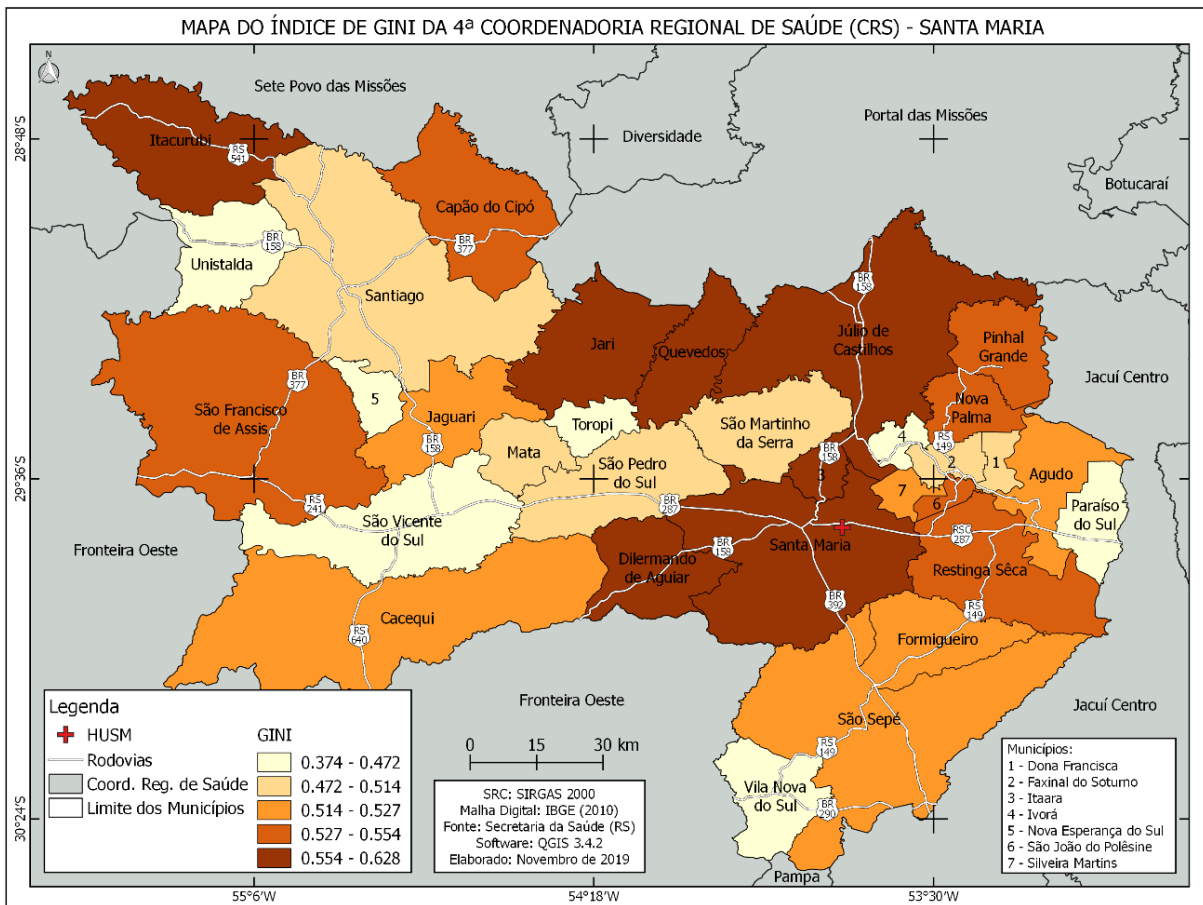 MAPA DO ÍNDICE DE GINI DA 4ª COORDENADORIA REGIONAL DE SAÚDE (CRS) - SANTA MARIA
N
Sete Povo das Missões
Portal das Missões
Diversidade
Botucaraí
28°48'S
Itacurubi
RS
541
Capão do Cipó
BR
377
BR
158
Unistalda
Santiago
BR
158
Jari
Quevedos
Júlio de
Castilhos
Pinhal
Grande
Jacuí Centro
BR
377
São Francisco
de Assis
5
Jaguari
BR
158
Toropi
São Martinho
da Serra
Nova
Palma
RS
149
4
2
1
Agudo
Mata
São Pedro
do Sul
BR
158
3
7
6
29°36'S
RS
241
São Vicente
do Sul
BR
287
Paraíso
do Sul
Fronteira Oeste
Dilermando
de Aguiar
BR
158
Santa Maria
RSC
287
Restinga Sêca
BR
392
RS
149
Cacequi
RS
640
Formigueiro
Fronteira Oeste
São Sepé
Jacuí Centro
RS
149
Vila Nova
do Sul
BR
290
Pampa
30°24'S
Legenda
HUSM
Rodovias
Coord. Reg. de Saúde
Limite dos Municípios
GINI
0.374 - 0.472
0.472 - 0.514
0.514 - 0.527
0.527 - 0.554
0.554 - 0.628
0 15 30 km
SRC: SIRGAS 2000
Malha Digital: IBGE (2010)
Fonte: Secretaria da Saúde (RS)
Software: QGIS 3.4.2
Elaborado: Novembro de 2019
Municípios:
1 - Dona Francisca
2 - Faxinal do Soturno
3 - Itaara
4 - Ivorá
5 - Nova Esperança do Sul
6 - São João do Polêsine
7 - Silveira Martins
55°6'W
54°18'W
53°30'W